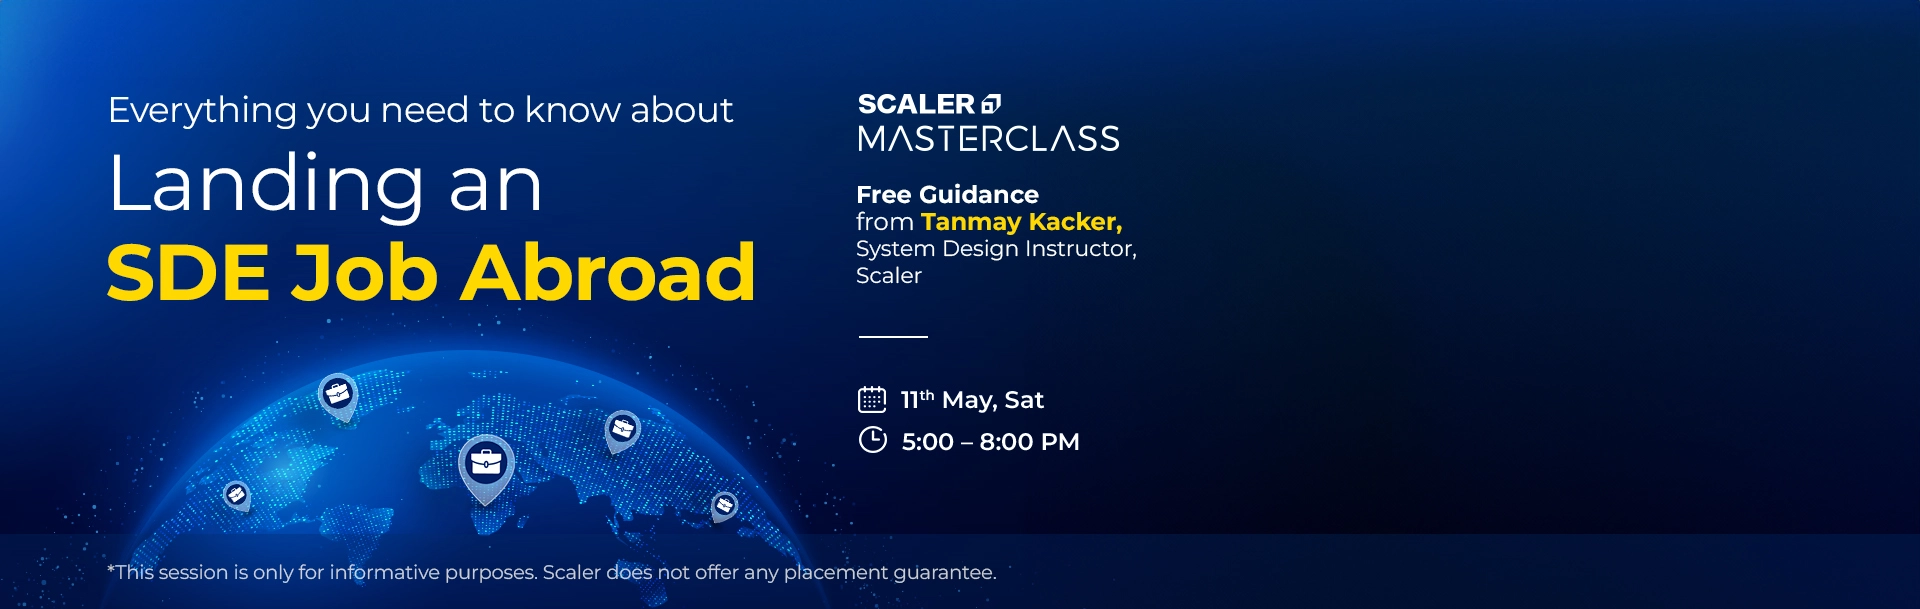 Everything you need to know about
Landing an
SDE Job Abroad
SCALER
MASTERCLASS
Free Guidance
from Tanmay Kacker,
System Design Instructor,
Scaler
11th May, Sat
5:00 – 8:00 PM
*This session is only for informative purposes. Scaler does not offer any placement guarantee.